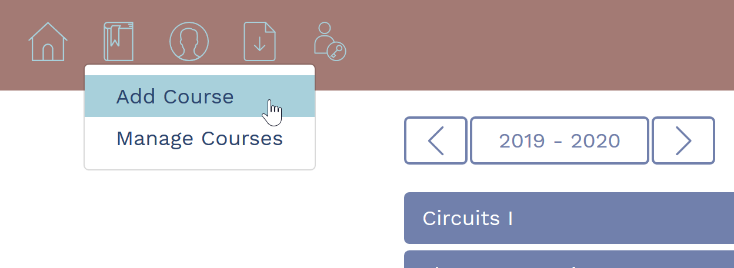 Add Course
Manage Courses
2019 - 2020
Circuits I